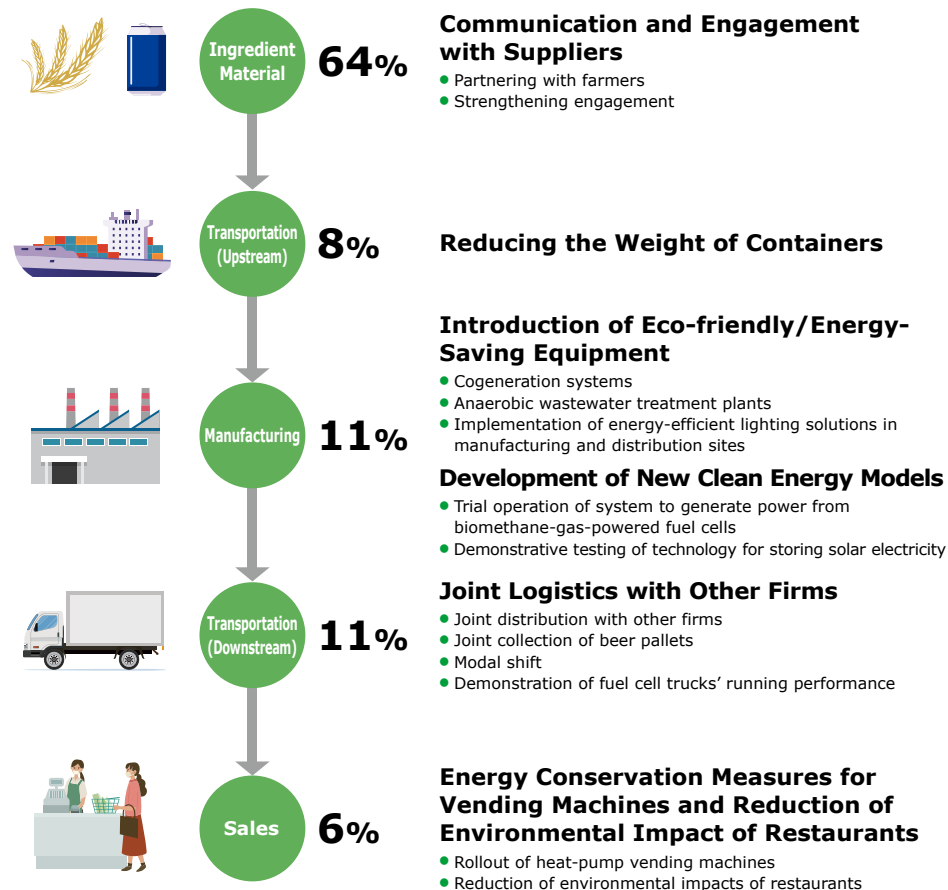 Ingredient
Material
64%
Communication and Engagement
with Suppliers
• Partnering with farmers
• Strengthening engagement
Transportation
(Upstream)
8%
Reducing the Weight of Containers
Manufacturing
11%
Introduction of Eco-friendly/Energy-
Saving Equipment
• Cogeneration systems
• Anaerobic wastewater treatment plants
• Implementation of energy-efficient lighting solutions in
manufacturing and distribution sites
Development of New Clean Energy Models
• Trial operation of system to generate power from
biomethane-gas-powered fuel cells
• Demonstrative testing of technology for storing solar electricity
Transportation
(Downstream)
11%
Joint Logistics with Other Firms
• Joint distribution with other firms
• Joint collection of beer pallets
• Modal shift
• Demonstration of fuel cell trucks’ running performance
Sales
6%
Energy Conservation Measures for
Vending Machines and Reduction of
Environmental Impact of Restaurants
• Rollout of heat-pump vending machines
• Reduction of environmental impacts of restaurants